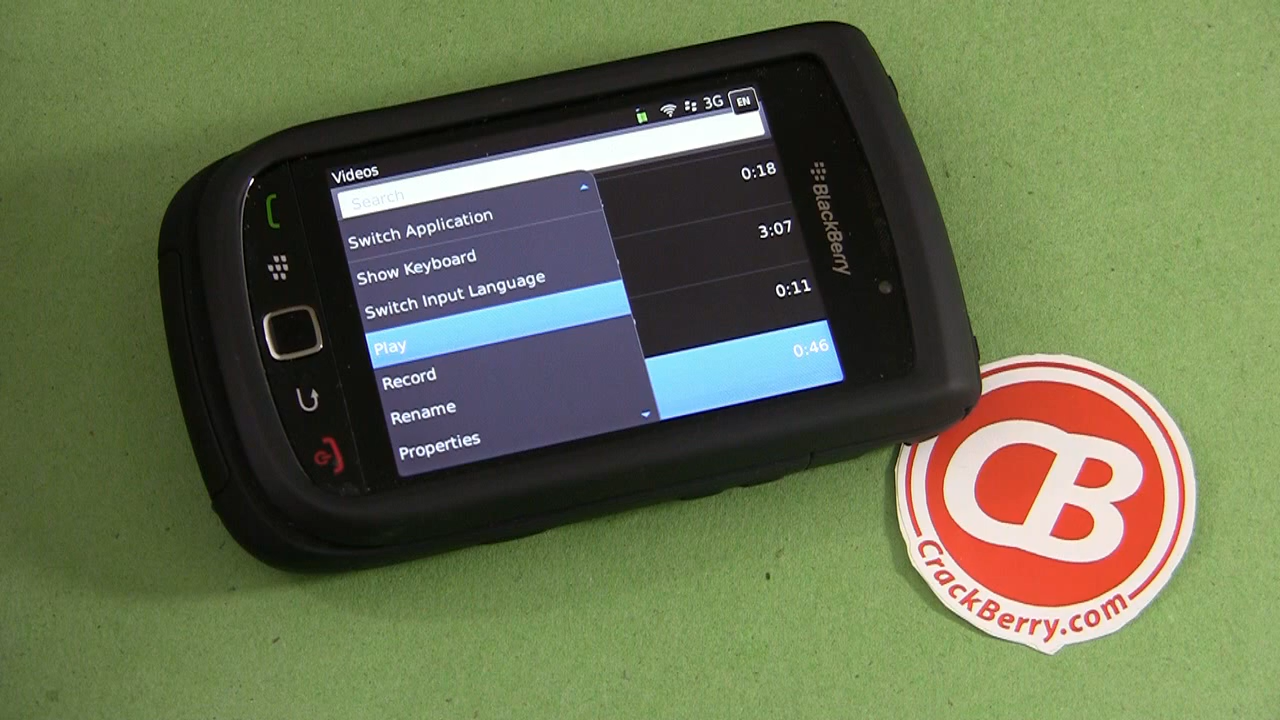 3G EN
Videos
Search
Switch Application
Show Keyboard
Switch Input Language
Play
Record
Rename
Properties
0:18
3:07
0:11
0:46
BlackBerry
CB
CrackBerry.com